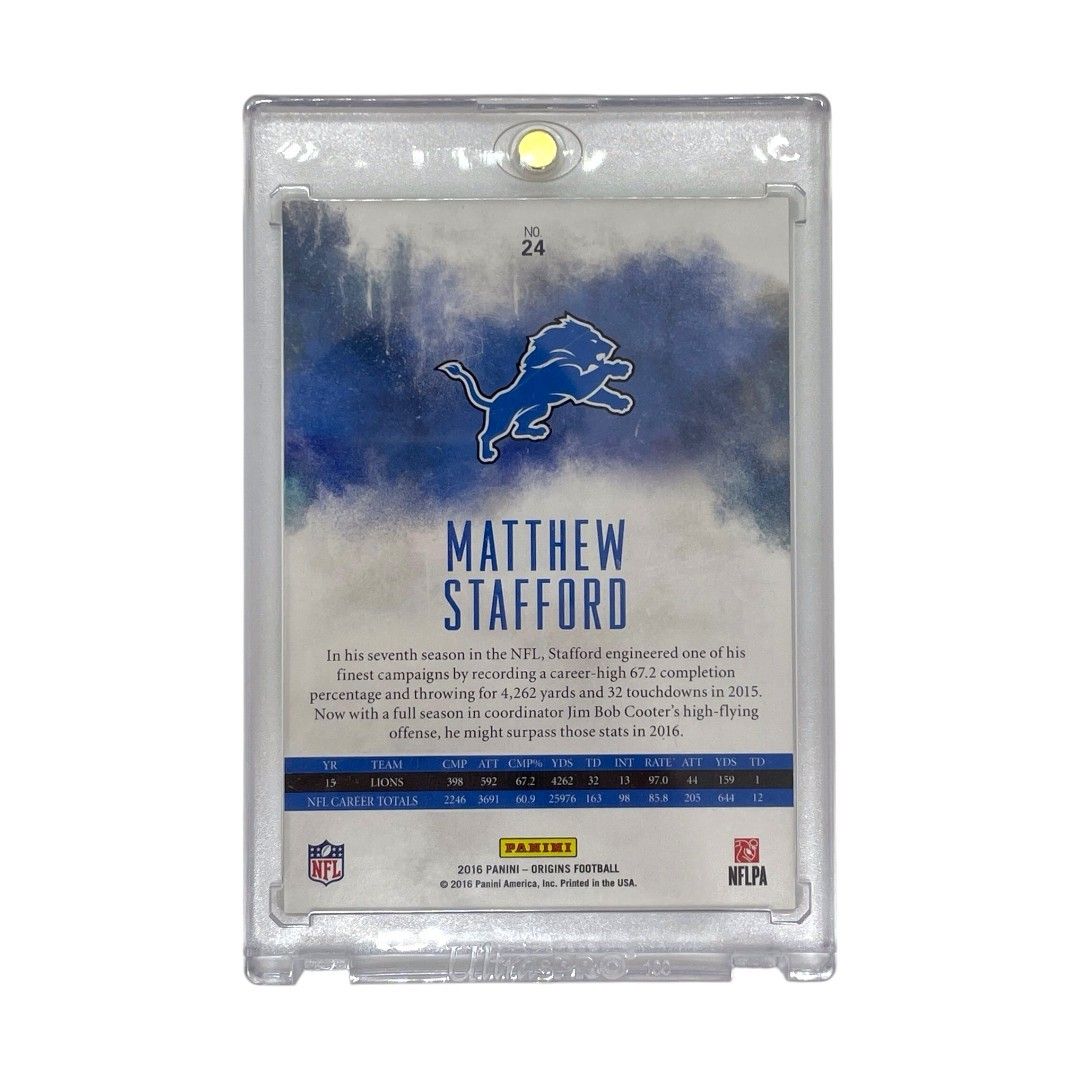 NO.
24
MATTHEW
STAFFORD
In his seventh season in the NFL, Stafford engineered one of his
finest campaigns by recording a career-high 67.2 completion
percentage and throwing for 4,262 yards and 32 touchdowns in 2015.
Now with a full season in coordinator Jim Bob Cooter's high-flying
offense, he might surpass those stats in 2016.
YR TEAM CMP ATT CMP% YDS TD INT RATE ATT YDS TD
15 LIONS 398 592 67.2 4262 32 13 97.0 44 159 1
NFL CAREER TOTALS 2246 3691 60.9 25976 163 98 85.8 205 644 12
NFL
PANINI
2016 PANINI – ORIGINS FOOTBALL
© 2016 Panini America, Inc. Printed in the USA.
NFLPA